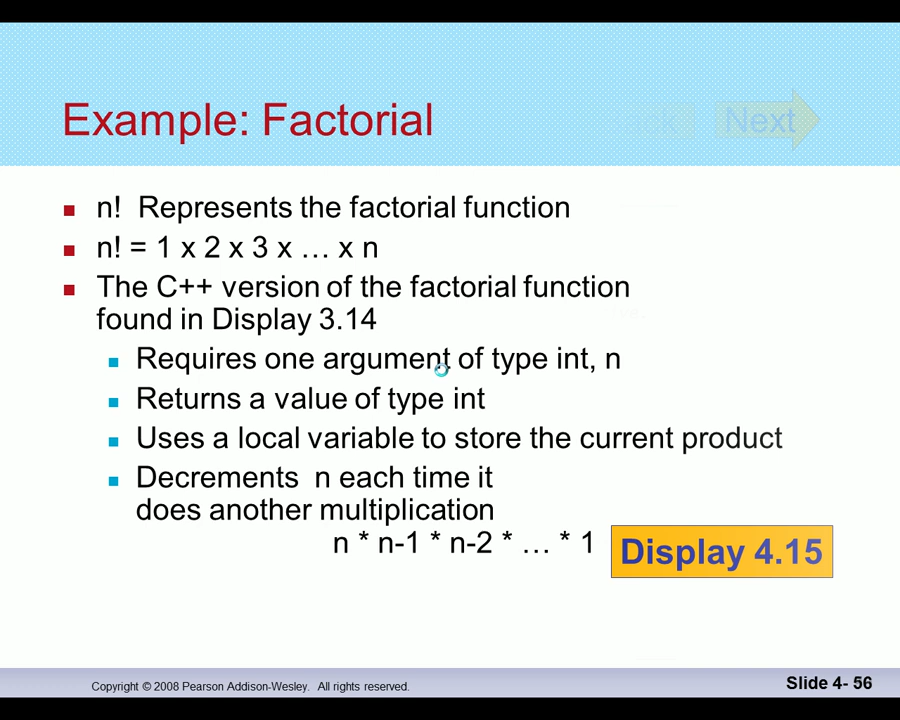 Example: Factorial
Next
n! Represents the factorial function
n! = 1 x 2 x 3 x … x n
The C++ version of the factorial function
found in Display 3.14
Requires one argument of type int, n
Returns a value of type int
Uses a local variable to store the current product
Decrements n each time it
does another multiplication
n * n-1 * n-2 * … * 1
Display 4.15
Copyright © 2008 Pearson Addison-Wesley. All rights reserved.
Slide 4- 56